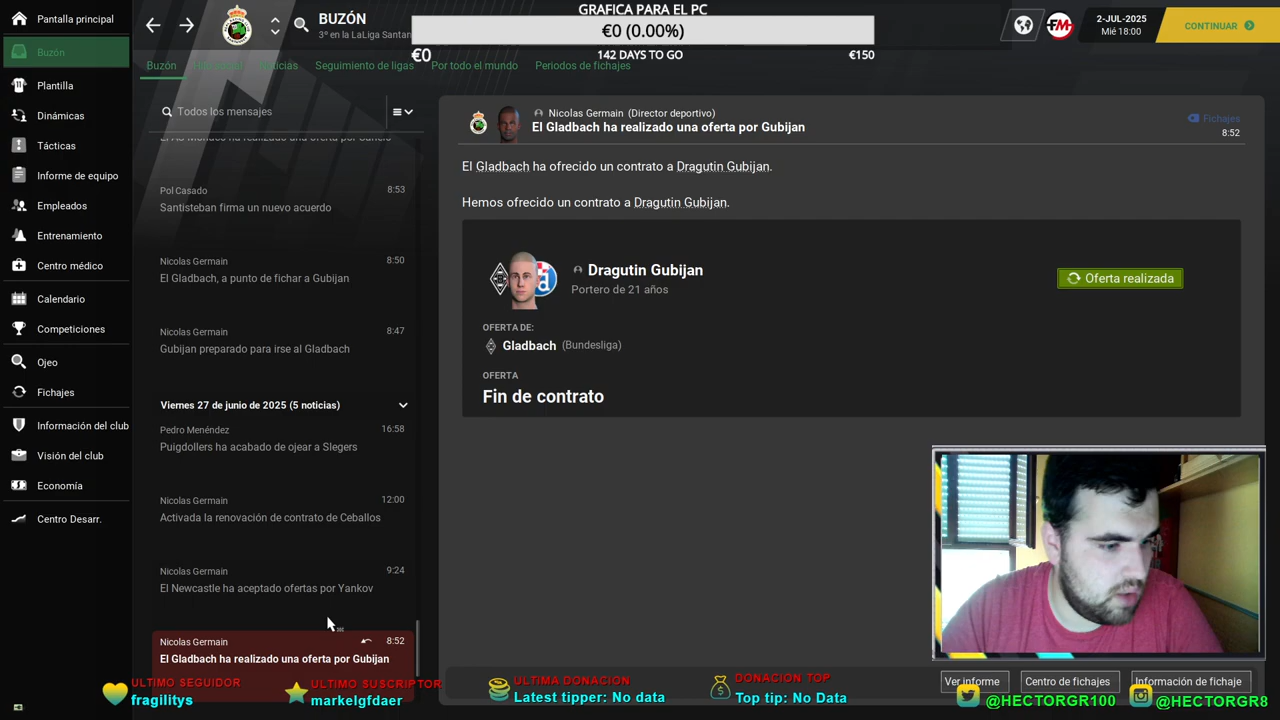 Pantalla principal
Buzón
Plantilla
Dinámicas
Tácticas
Informe de equipo
Empleados
Entrenamiento
Centro médico
Calendario
Competiciones
Ojeo
Fichajes
Información del club
Visión del club
Economía
Centro Desarr.
BUZÓN
3º en la LaLiga Santan
GRAFICA PARA EL PC
€0 (0.00%)
€0
142 DAYS TO GO
€150
2-JUL-2025
Mié 18:00
CONTINUAR
Buzón
Noticias
Seguimiento de ligas
Por todo el mundo
Periodos de fichajes
Todos los mensajes
Pol Casado 8:53
Santisteban firma un nuevo acuerdo
Nicolas Germain 8:50
El Gladbach, a punto de fichar a Gubijan
Nicolas Germain 8:47
Gubijan preparado para irse al Gladbach
Viernes 27 de junio de 2025 (5 noticias)
Pedro Menéndez 16:58
Puigdollers ha acabado de ojear a Slegers
Nicolas Germain 12:00
Activada la renovación de contrato de Ceballos
Nicolas Germain 9:24
El Newcastle ha aceptado ofertas por Yankov
Nicolas Germain 8:52
El Gladbach ha realizado una oferta por Gubijan
Nicolas Germain (Director deportivo)
El Gladbach ha realizado una oferta por Gubijan
Fichajes
8:52
El Gladbach ha ofrecido un contrato a Dragutin Gubijan.
Hemos ofrecido un contrato a Dragutin Gubijan.
Dragutin Gubijan
Portero de 21 años
Oferta realizada
OFERTA DE:
Gladbach (Bundesliga)
OFERTA
Fin de contrato
Ver informe
Centro de fichajes
Información de fichaje
ULTIMO SEGUIDOR
fragilitys
ULTIMO SUSCRIPTOR
markelgfdaer
ULTIMA DONACION
Latest tipper: No data
DONACION TOP
Top tip: No Data
@HECTORGR100
@HECTORGR8